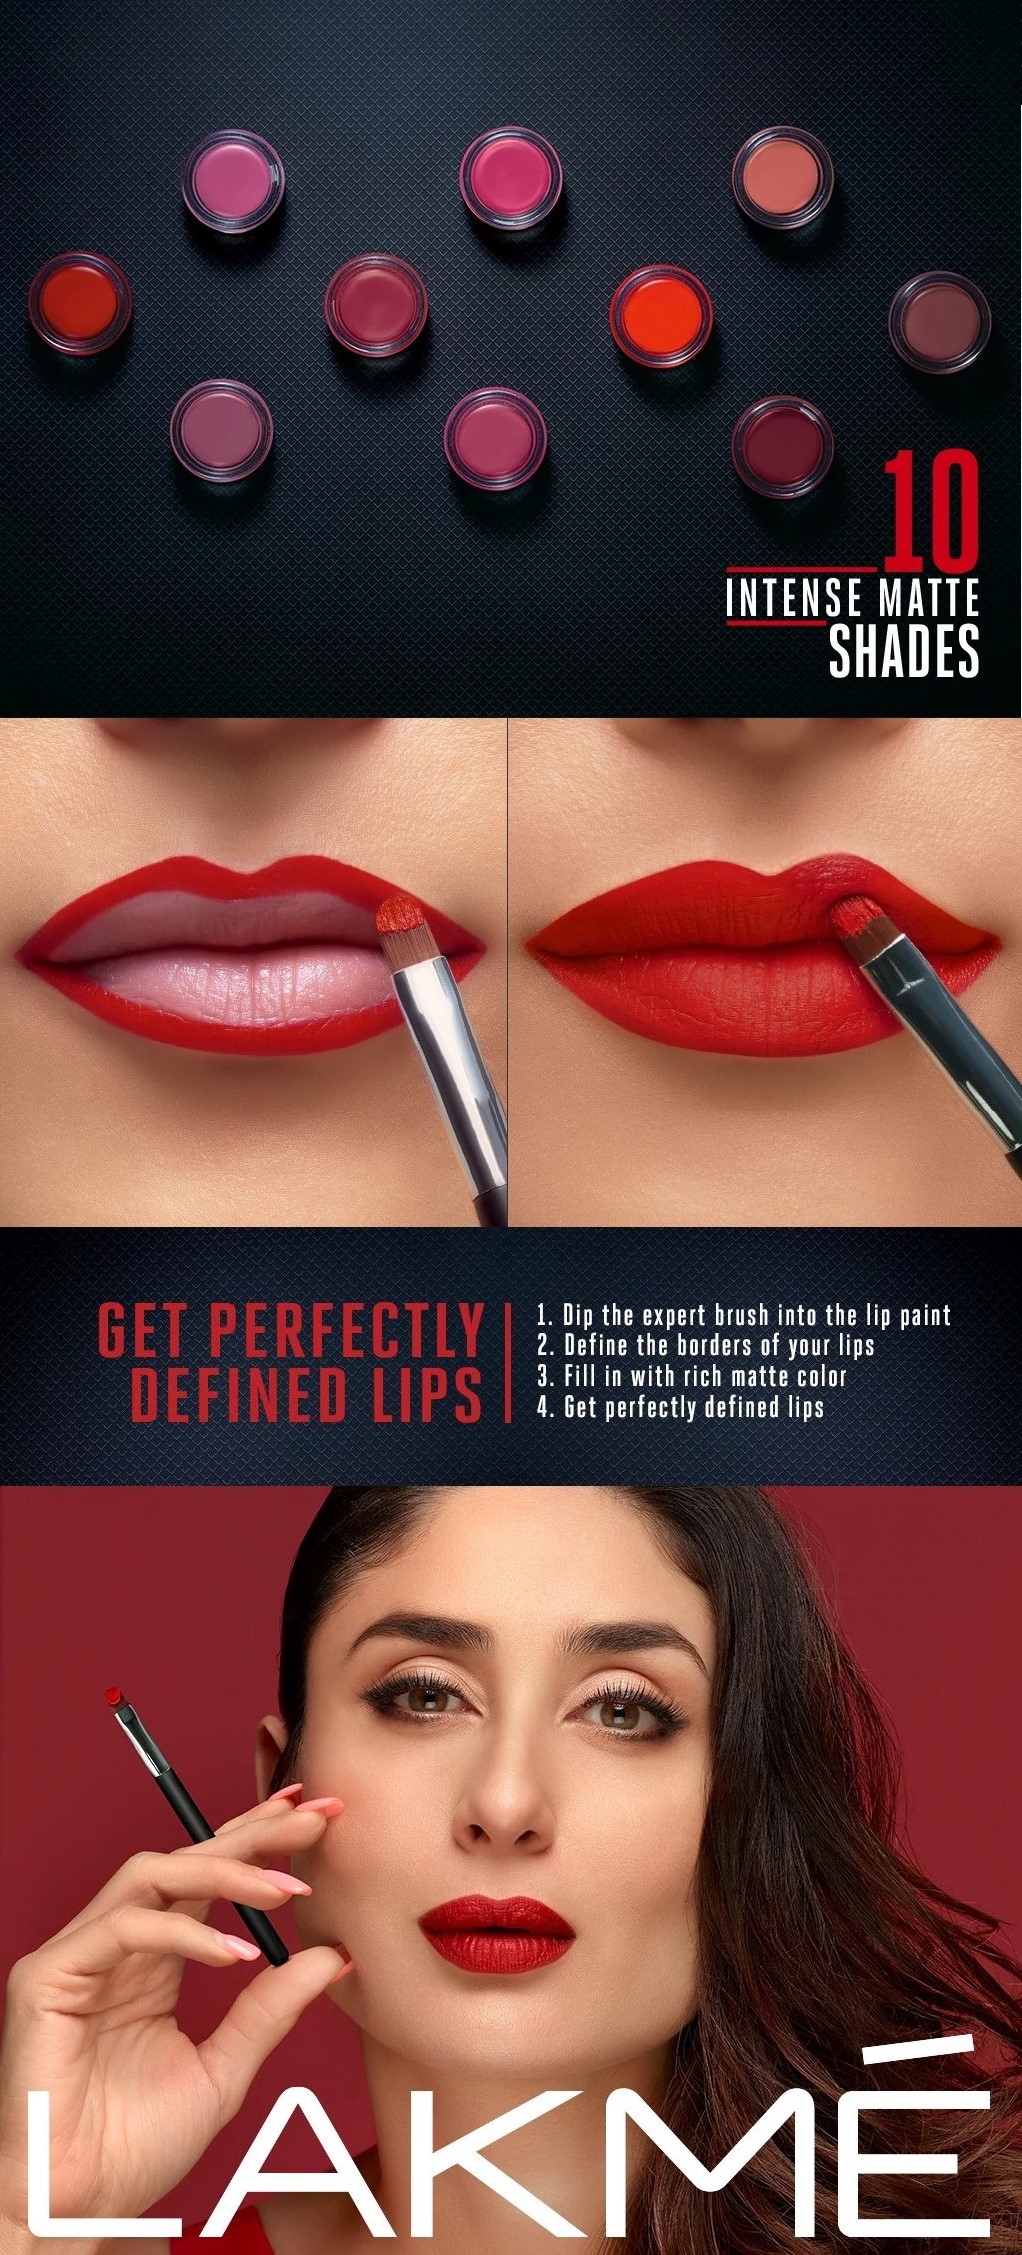 10
INTENSE MATTE
SHADES
GET PERFECTLY
DEFINED LIPS
1. Dip the expert brush into the lip paint
2. Define the borders of your lips
3. Fill in with rich matte color
4. Get perfectly defined lips
LAKMÉ